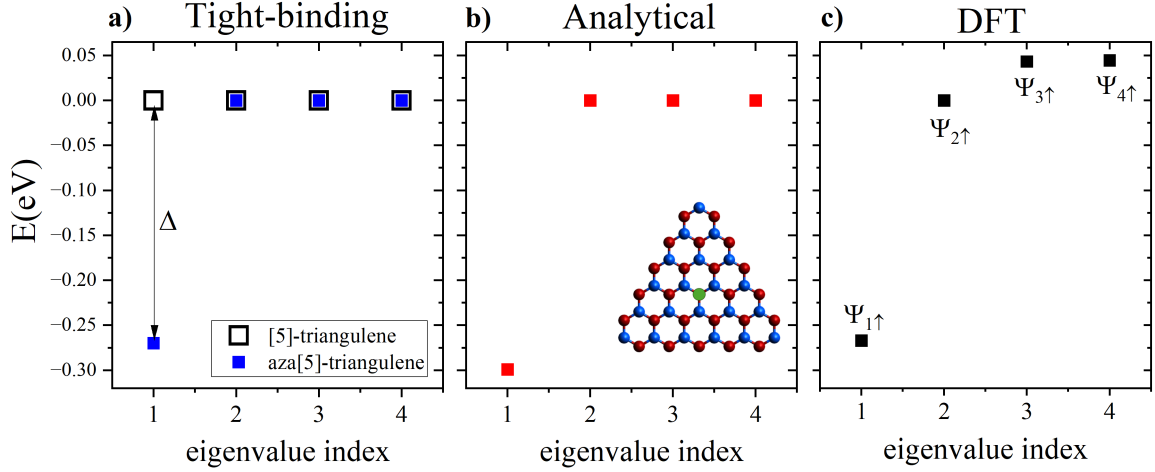 a) Tight-binding
b) Analytical
c) DFT
E(eV)
0.05
0.00
−0.05
−0.10
−0.15
−0.20
−0.25
−0.30
Δ
[5]-triangulene
aza[5]-triangulene
1 2 3 4
eigenvalue index
1 2 3 4
eigenvalue index
Ψ3↑
Ψ4↑
Ψ2↑
Ψ1↑
1 2 3 4
eigenvalue index